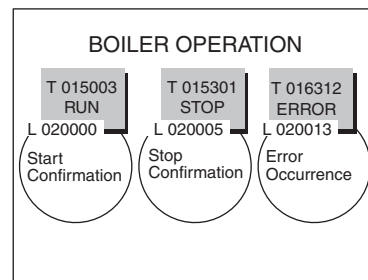 BOILER OPERATION
T 015003 T 015301 T 016312
RUN STOP ERROR
L 020000 L 020005 L 020013
Start Stop Error
Confirmation Confirmation Occurrence